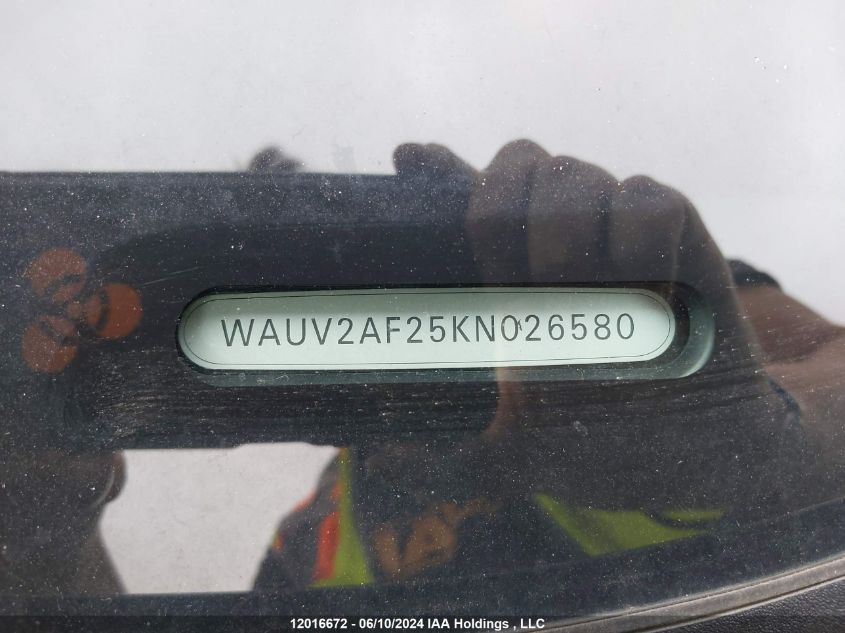 WAUV2AF25KN026580
12016672 - 06/10/2024 IAA Holdings , LLC